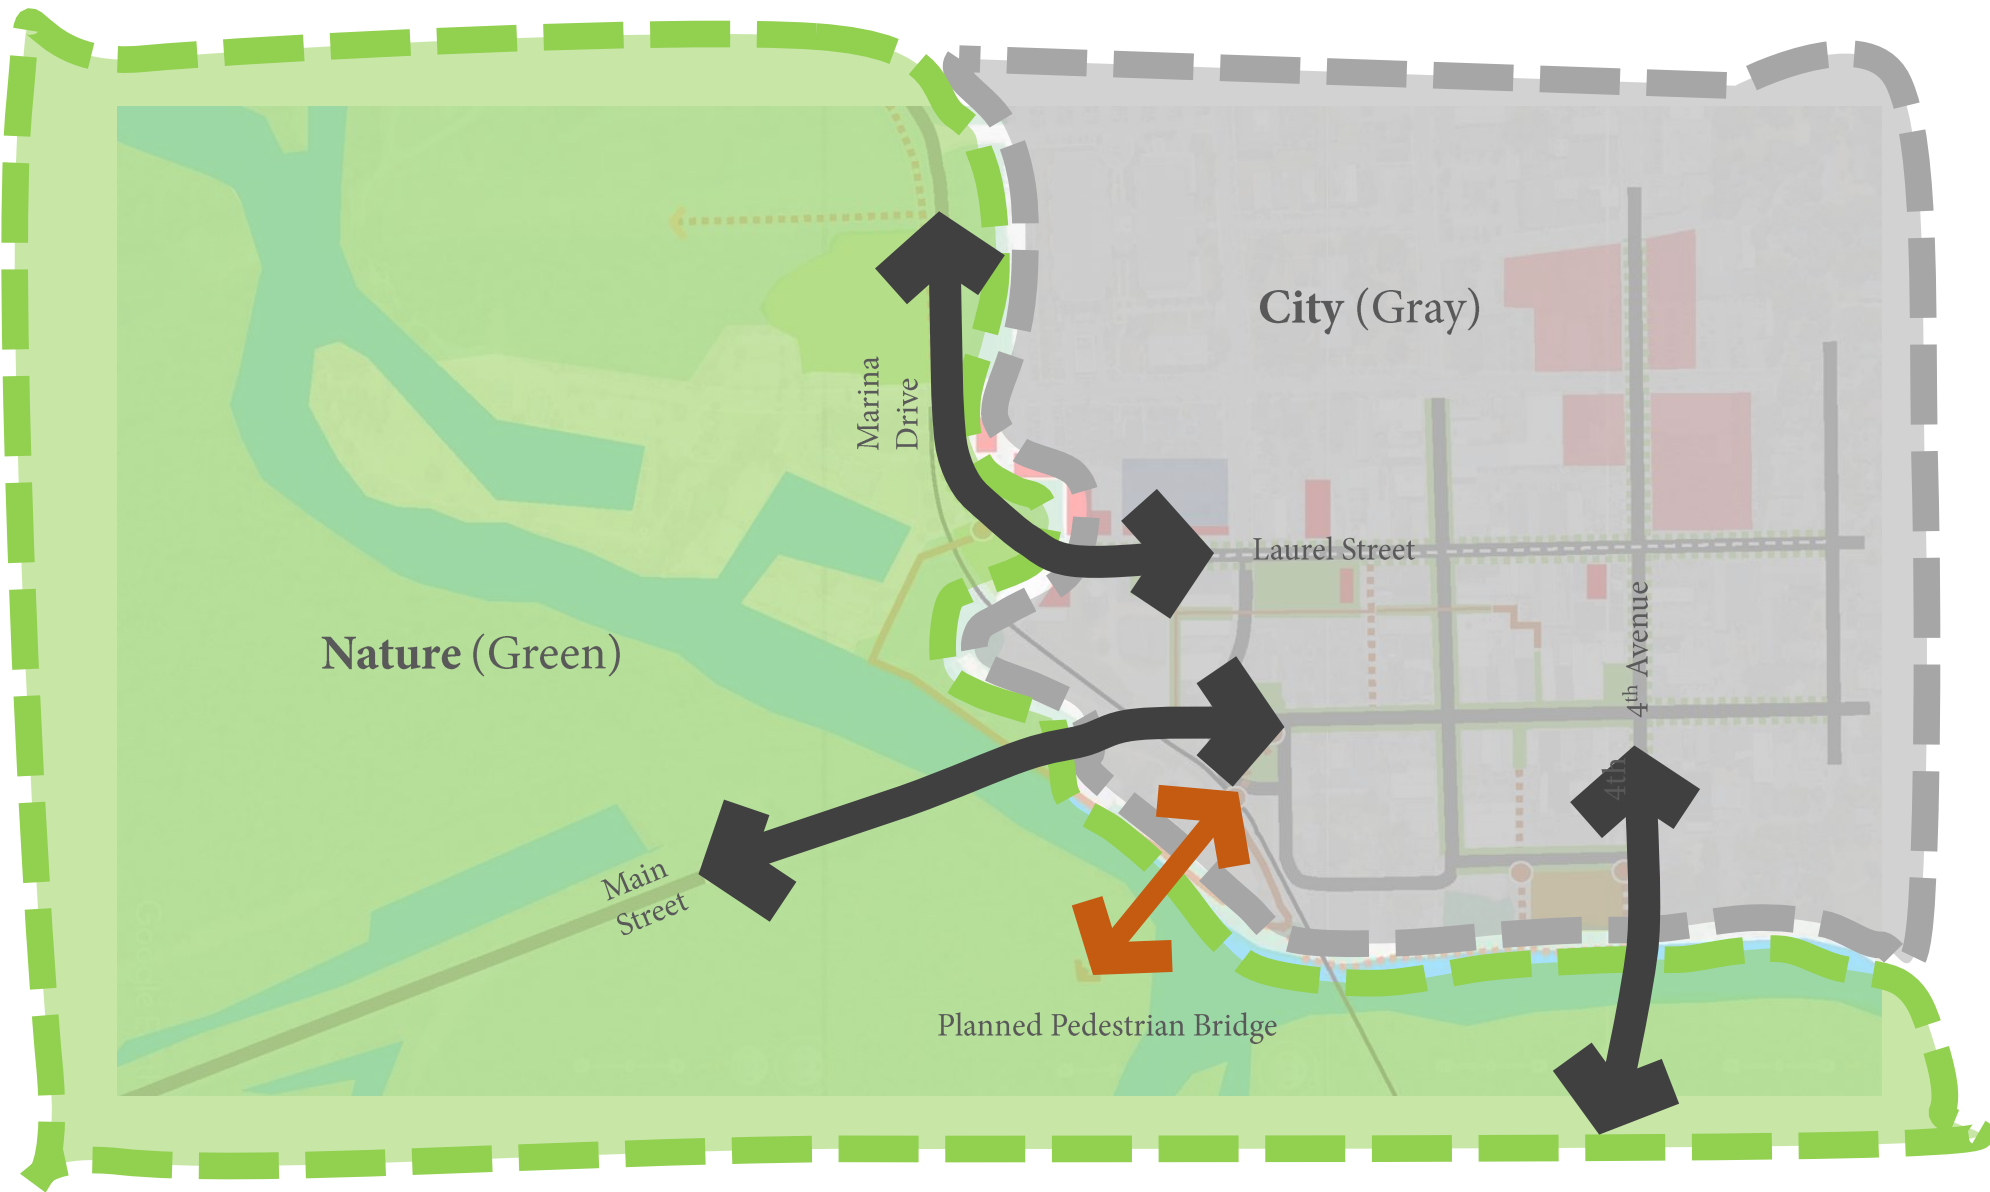 City (Gray)
Marina
Drive
Laurel Street
4th Avenue
Nature (Green)
4th
Main
Street
Planned Pedestrian Bridge